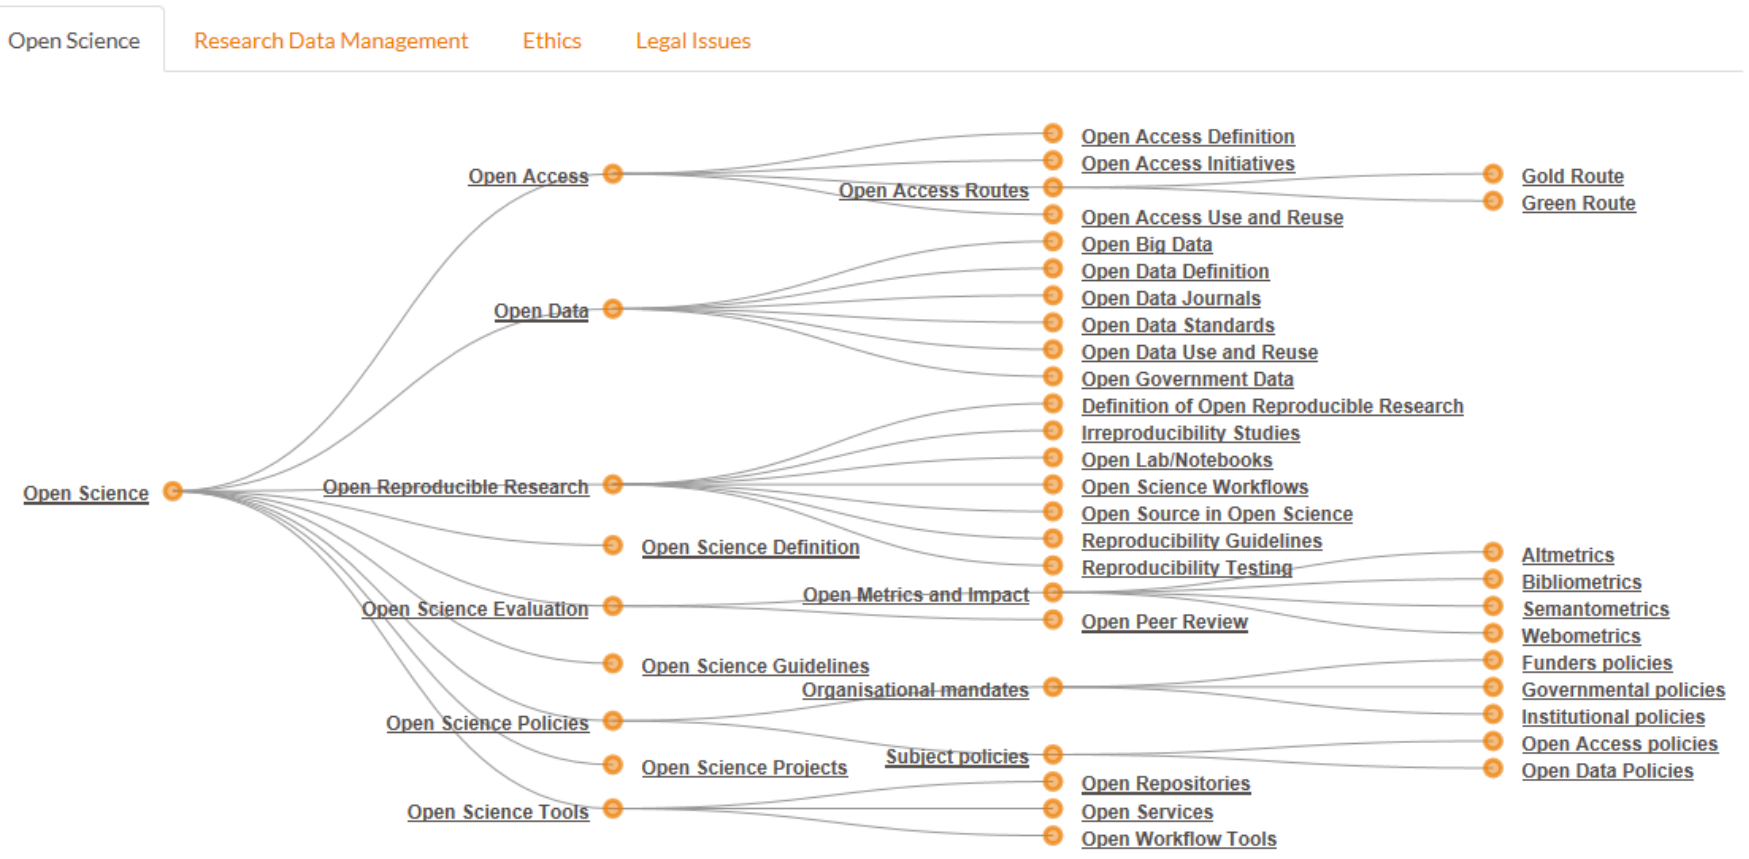 Open Science
Research Data Management
Ethics
Legal Issues
Open Science
Open Access
Open Access Definition
Open Access Initiatives
Open Access Routes
Gold Route
Green Route
Open Access Use and Reuse
Open Data
Open Big Data
Open Data Definition
Open Data Journals
Open Data Standards
Open Data Use and Reuse
Open Government Data
Open Reproducible Research
Definition of Open Reproducible Research
Irreproducibility Studies
Open Lab/Notebooks
Open Science Workflows
Open Source in Open Science
Reproducibility Guidelines
Reproducibility Testing
Open Science Definition
Open Science Evaluation
Open Metrics and Impact
Altmetrics
Bibliometrics
Semantometrics
Webometrics
Open Peer Review
Open Science Guidelines
Open Science Policies
Organisational mandates
Funders policies
Governmental policies
Institutional policies
Subject policies
Open Access policies
Open Data Policies
Open Science Projects
Open Science Tools
Open Repositories
Open Services
Open Workflow Tools